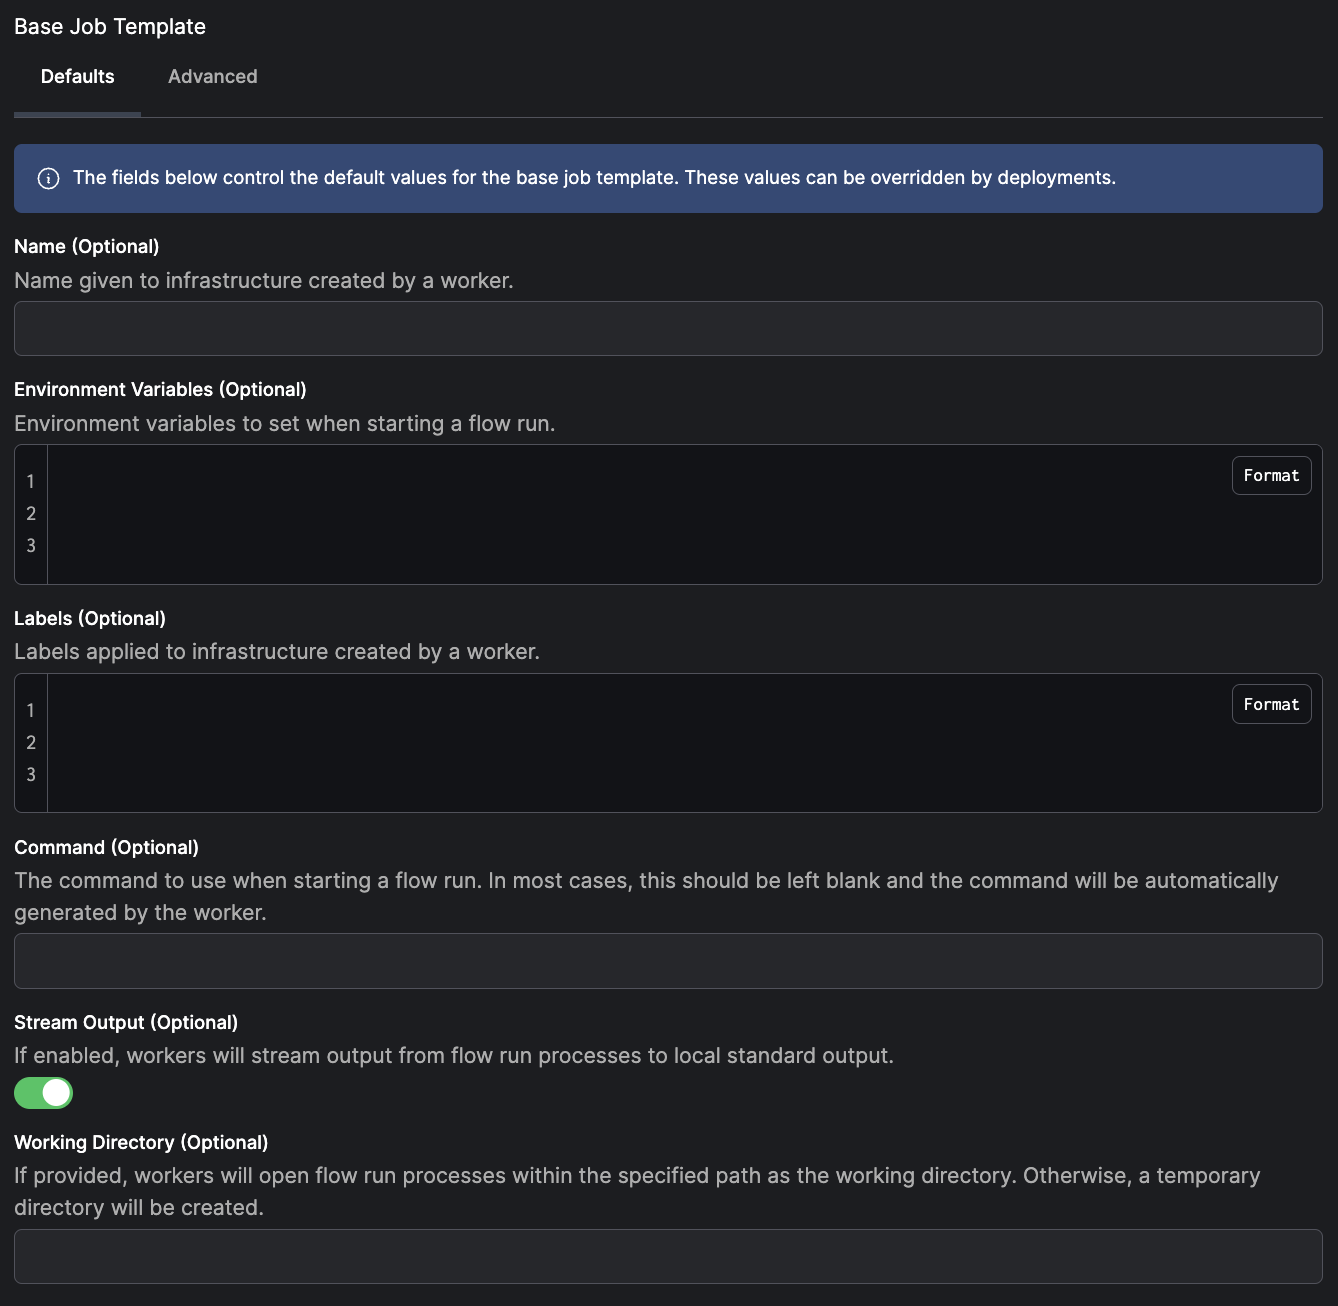 Base Job Template
Defaults Advanced
The fields below control the default values for the base job template. These values can be overridden by deployments.
Name (Optional)
Name given to infrastructure created by a worker.
Environment Variables (Optional)
Environment variables to set when starting a flow run.
1
Format
2
3
Labels (Optional)
Labels applied to infrastructure created by a worker.
1
Format
2
3
Command (Optional)
The command to use when starting a flow run. In most cases, this should be left blank and the command will be automatically
generated by the worker.
Stream Output (Optional)
If enabled, workers will stream output from flow run processes to local standard output.
Working Directory (Optional)
If provided, workers will open flow run processes within the specified path as the working directory. Otherwise, a temporary
directory will be created.